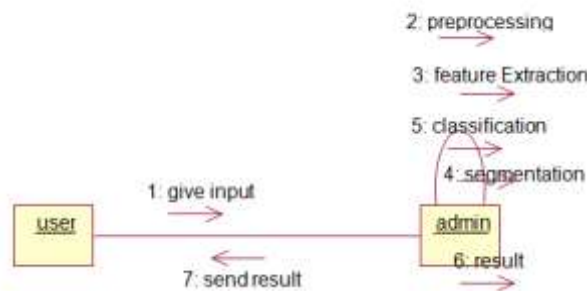 2: preprocessing
3: feature Extraction
5: classification
4: segmentation
1: give input
user
admin
7: send result
6: result